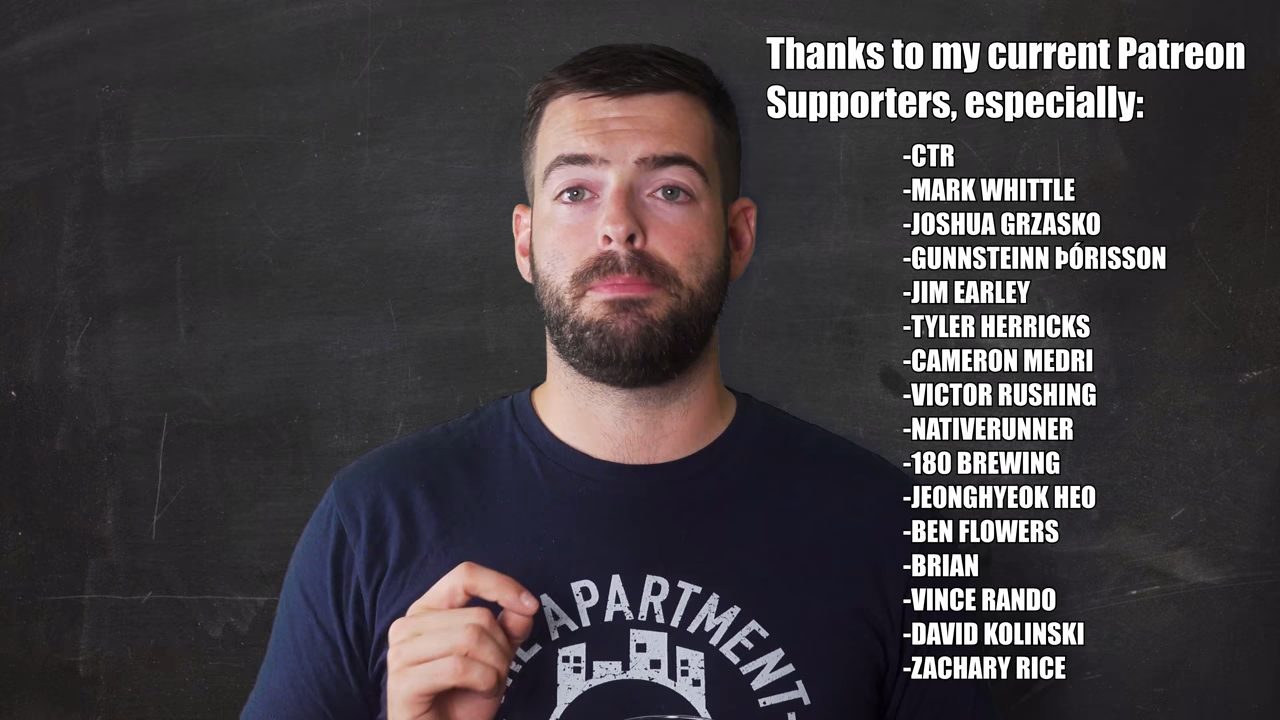 Thanks to my current Patreon
Supporters, especially:
-CTR
-MARK WHITTLE
-JOSHUA GRZASKO
-GUNNSTEINN ÞÓRISSON
-JIM EARLEY
-TYLER HERRICKS
-CAMERON MEDRI
-VICTOR RUSHING
-NATIVERUNNER
-180 BREWING
-JEONGHYEOK HEO
-BEN FLOWERS
-BRIAN
-VINCE RANDO
-DAVID KOLINSKI
-ZACHARY RICE
APARTMENT